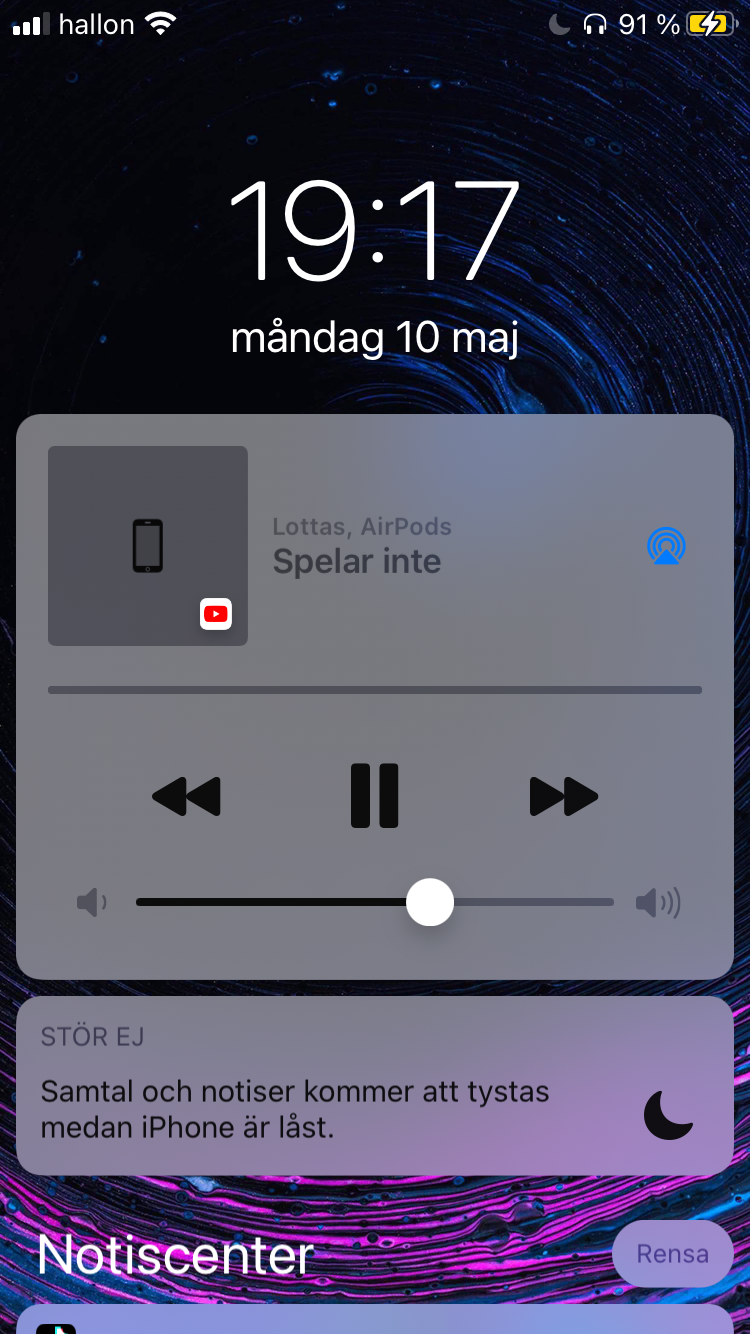 hallon 91 %
19:17
måndag 10 maj
Lottas, AirPods
Spelar inte
STÖR EJ
Samtal och notiser kommer att tystas
medan iPhone är låst.
Notiscenter
Rensa